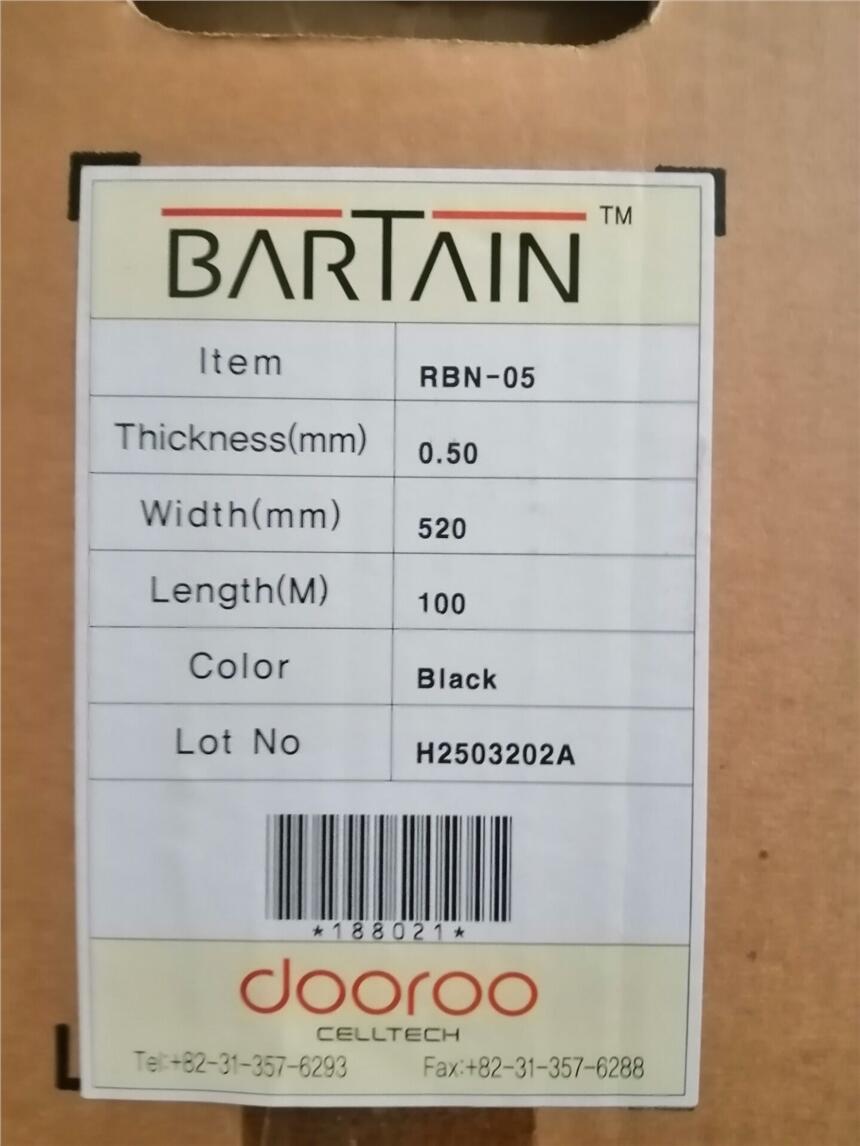 BARTAIN™
Item RBN-05
Thickness(mm) 0.50
Width(mm) 520
Length(M) 100
Color Black
Lot No H2503202A
*188021*
dooroo
CELLTECH
Tel:+82-31-357-6293 Fax:+82-31-357-6288